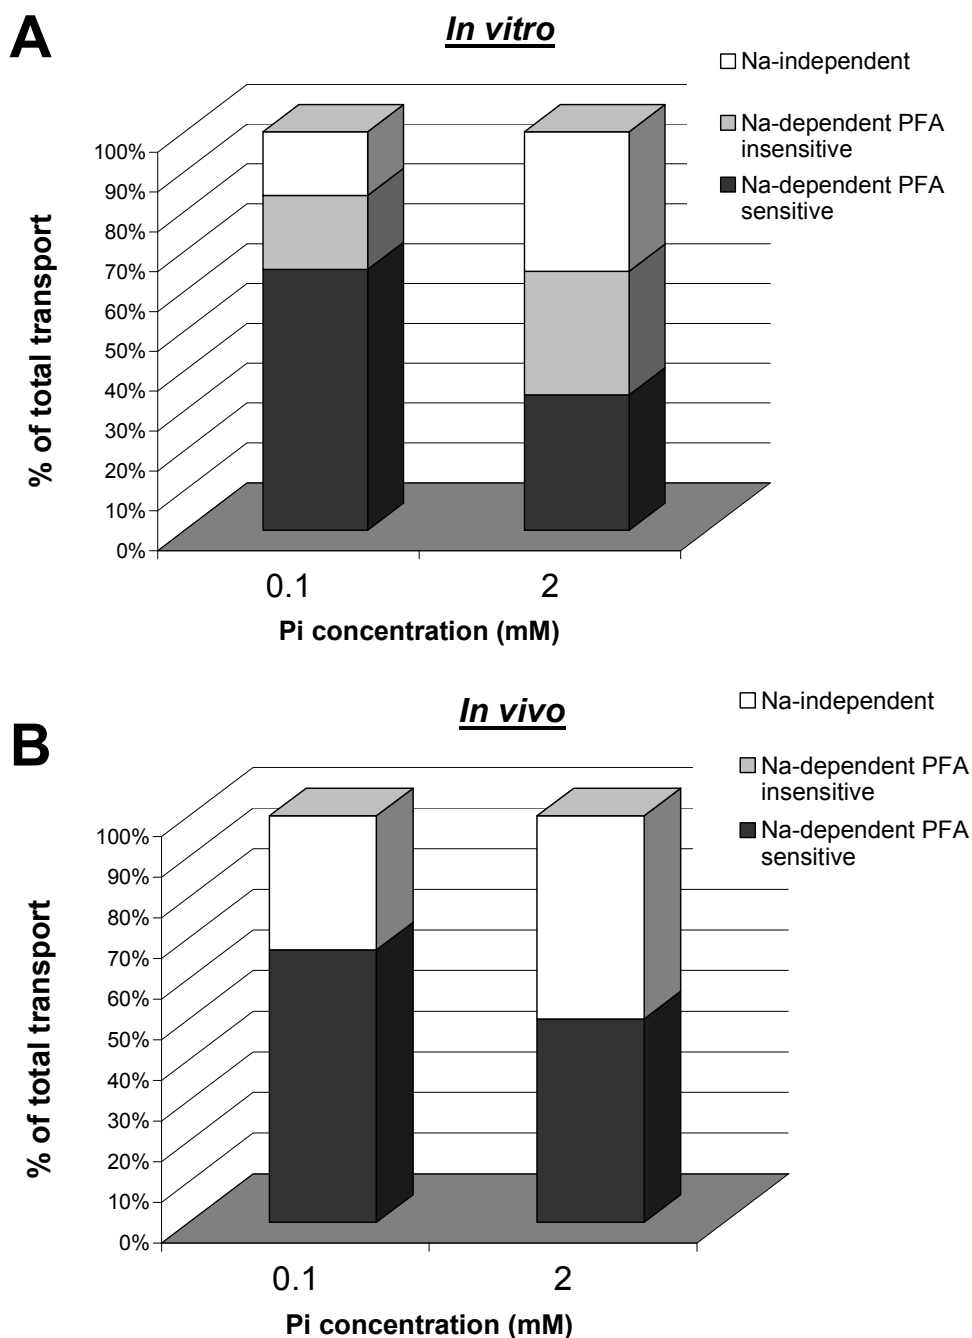 A
In vitro
Na-independent
Na-dependent PFA
insensitive
Na-dependent PFA
sensitive
% of total transport
100%
90%
80%
70%
60%
50%
40%
30%
20%
10%
0%
0.1
2
Pi concentration (mM)
B
In vivo
Na-independent
Na-dependent PFA
insensitive
Na-dependent PFA
sensitive
% of total transport
100%
90%
80%
70%
60%
50%
40%
30%
20%
10%
0%
0.1
2
Pi concentration (mM)